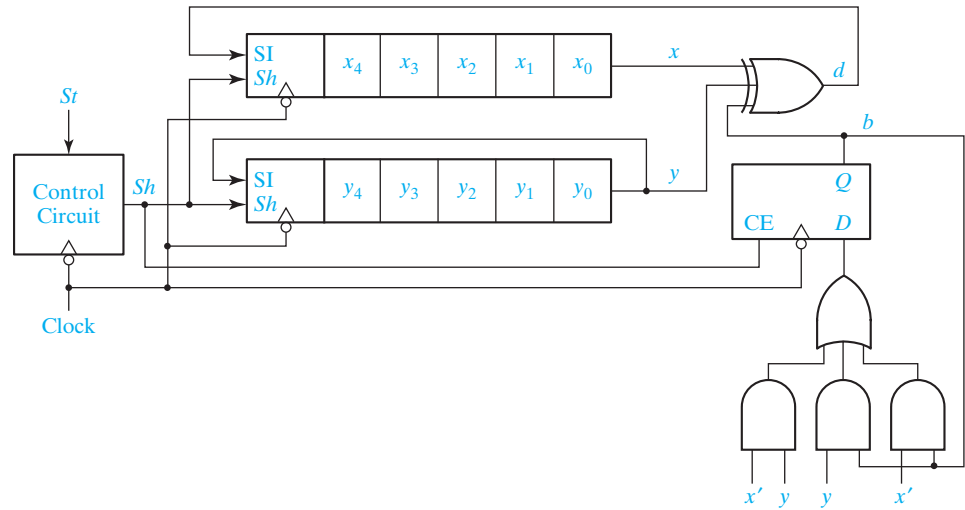 SI x₄ x₃ x₂ x₁ x₀ x d
Sh
St
b
Control Circuit
Sh
SI y₄ y₃ y₂ y₁ y₀ y
Sh
Q
CE D
Clock
x′ y y x′